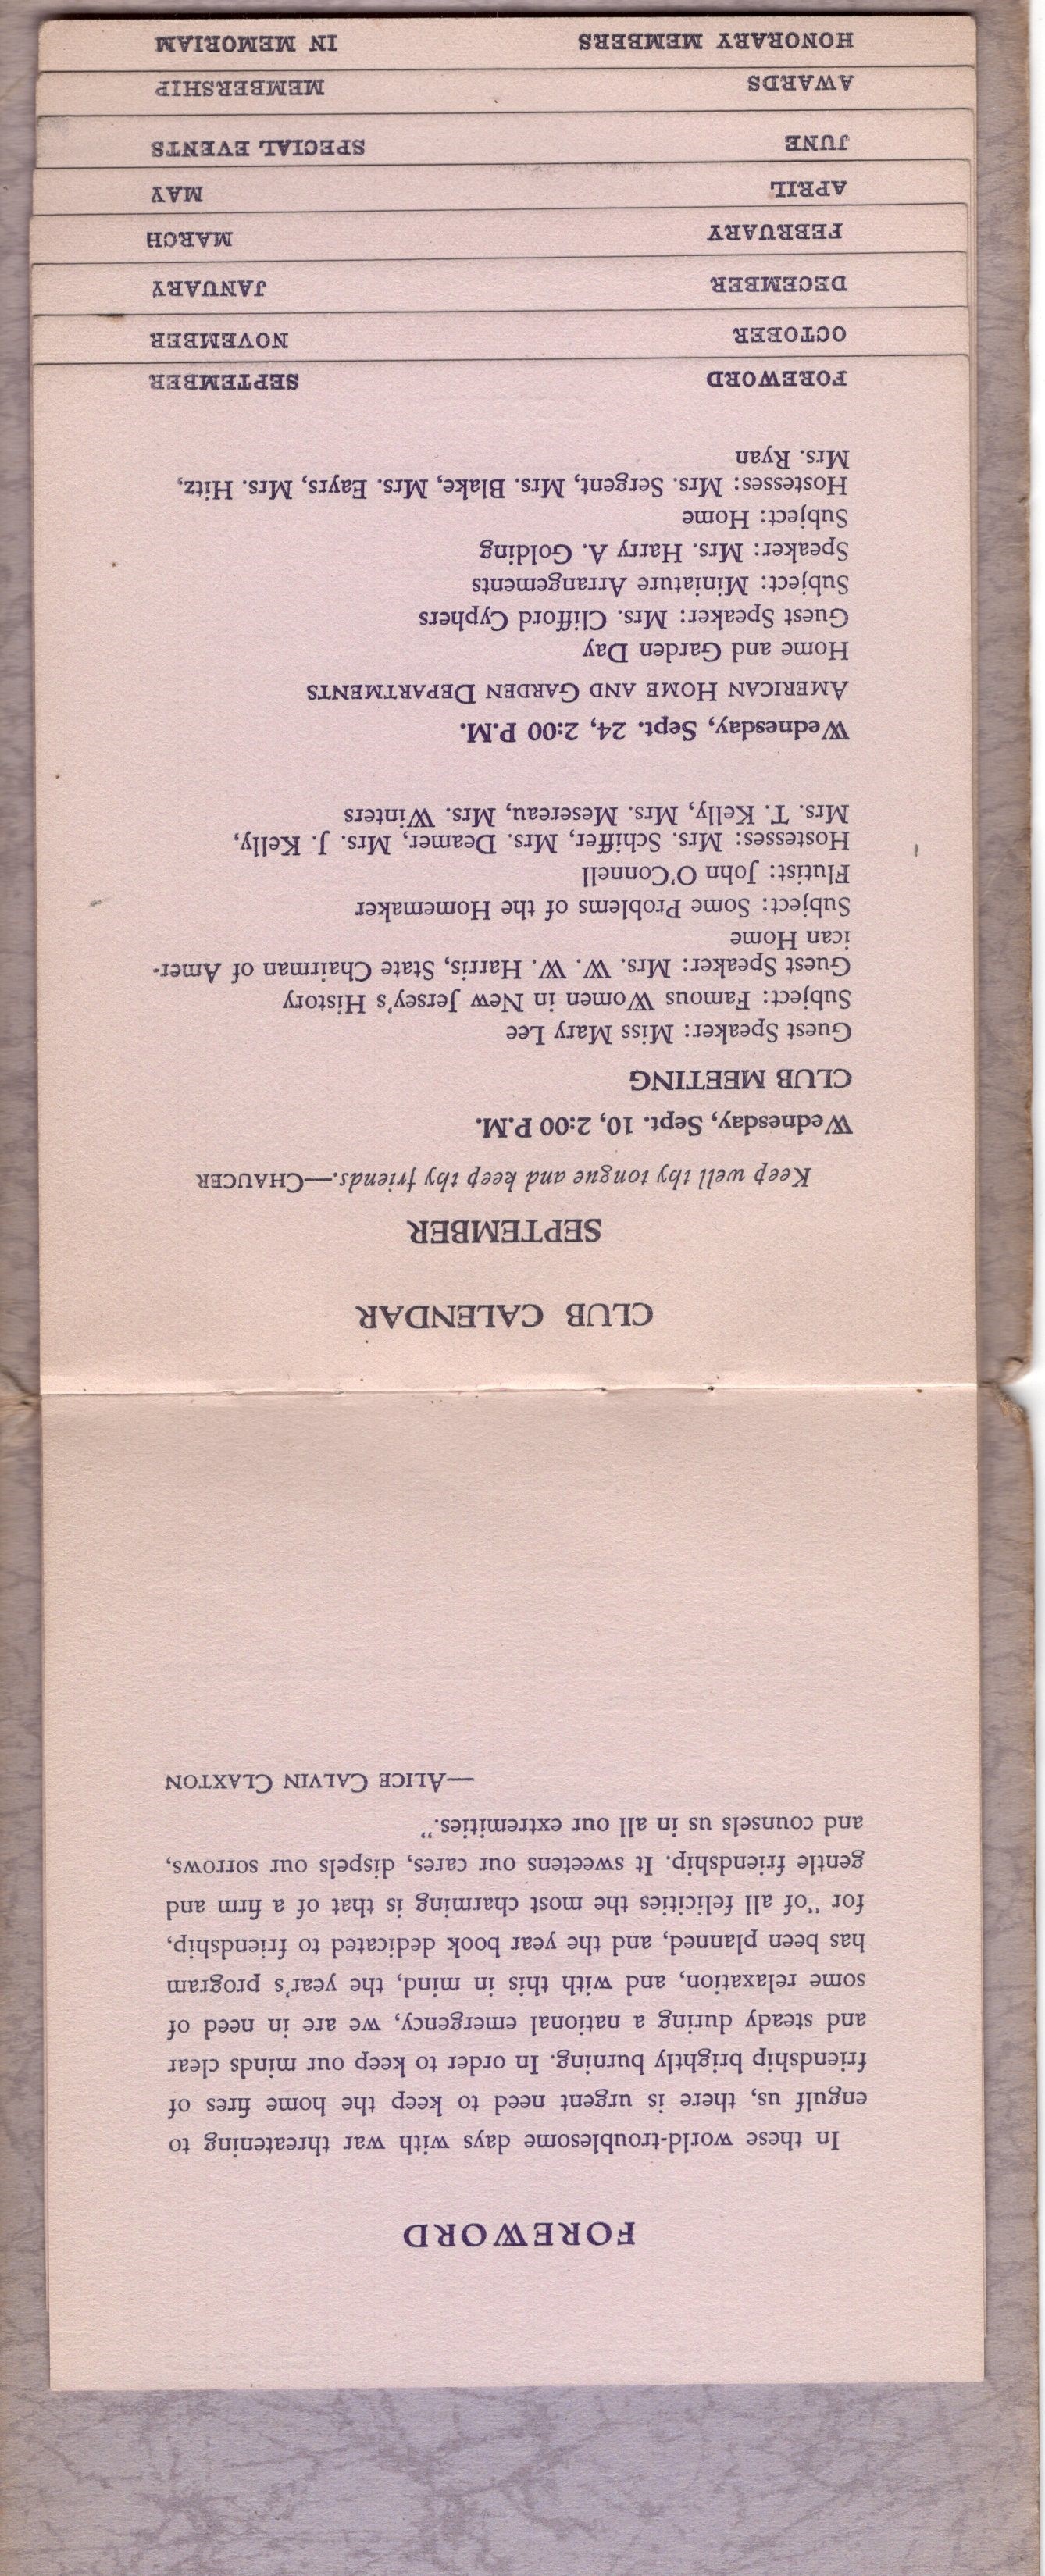 FOREWORD
In these world-troublesome days with war threatening to
engulf us, there is urgent need to keep the home fires of
friendship brightly burning. In order to keep our minds clear
and steady during a national emergency, we are in need of
some relaxation, and with this in mind, the year's program
has been planned, and the year book dedicated to friendship,
for "of all felicities the most charming is that of a firm and
gentle friendship. It sweetens our cares, dispels our sorrows,
and counsels us in all our extremities."
—ALICE CALVIN CLAXTON
CLUB CALENDAR
SEPTEMBER
Keep well thy tongue and keep thy friends.—CHAUCER
Wednesday, Sept. 10, 2:00 P.M.
CLUB MEETING
Guest Speaker: Miss Mary Lee
Subject: Famous Women in New Jersey's History
Guest Speaker: Mrs. W. W. Harris, State Chairman of Amer-
ican Home
Subject: Some Problems of the Homemaker
Flutist: John O'Connell
Hostesses: Mrs. Schiffer, Mrs. Deamer, Mrs. J. Kelly,
Mrs. T. Kelly, Mrs. Mesereau, Mrs. Winters
Wednesday, Sept. 24, 2:00 P.M.
AMERICAN HOME AND GARDEN DEPARTMENTS
Home and Garden Day
Guest Speaker: Mrs. Clifford Cyphers
Subject: Miniature Arrangements
Speaker: Mrs. Harry A. Golding
Subject: Home
Hostesses: Mrs. Sergent, Mrs. Blake, Mrs. Eayrs, Mrs. Hitz,
Mrs. Ryan
FOREWORD SEPTEMBER
OCTOBER NOVEMBER
DECEMBER JANUARY
FEBRUARY MARCH
APRIL MAY
JUNE SPECIAL EVENTS
AWARDS MEMBERSHIP
HONORARY MEMBERS IN MEMORIAM